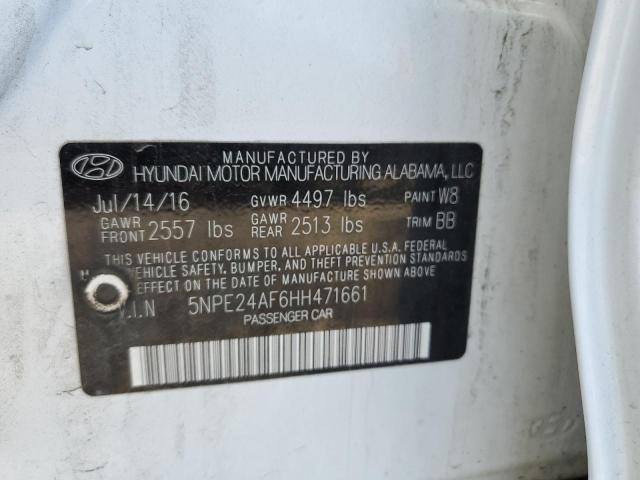 MANUFACTURED BY
HYUNDAI MOTOR MANUFACTURING ALABAMA, LLC
Jul/14/16 GVWR 4497 lbs PAINT W8
GAWR FRONT 2557 lbs GAWR REAR 2513 lbs TRIM BB
THIS VEHICLE CONFORMS TO ALL U.S.A. FEDERAL
VEHICLE SAFETY, BUMPER, AND THEFT PREVENTION STANDARDS
IN EFFECT ON THE DATE OF MANUFACTURE SHOWN ABOVE.
V.I.N 5NPE24AF6HH471661
PASSENGER CAR